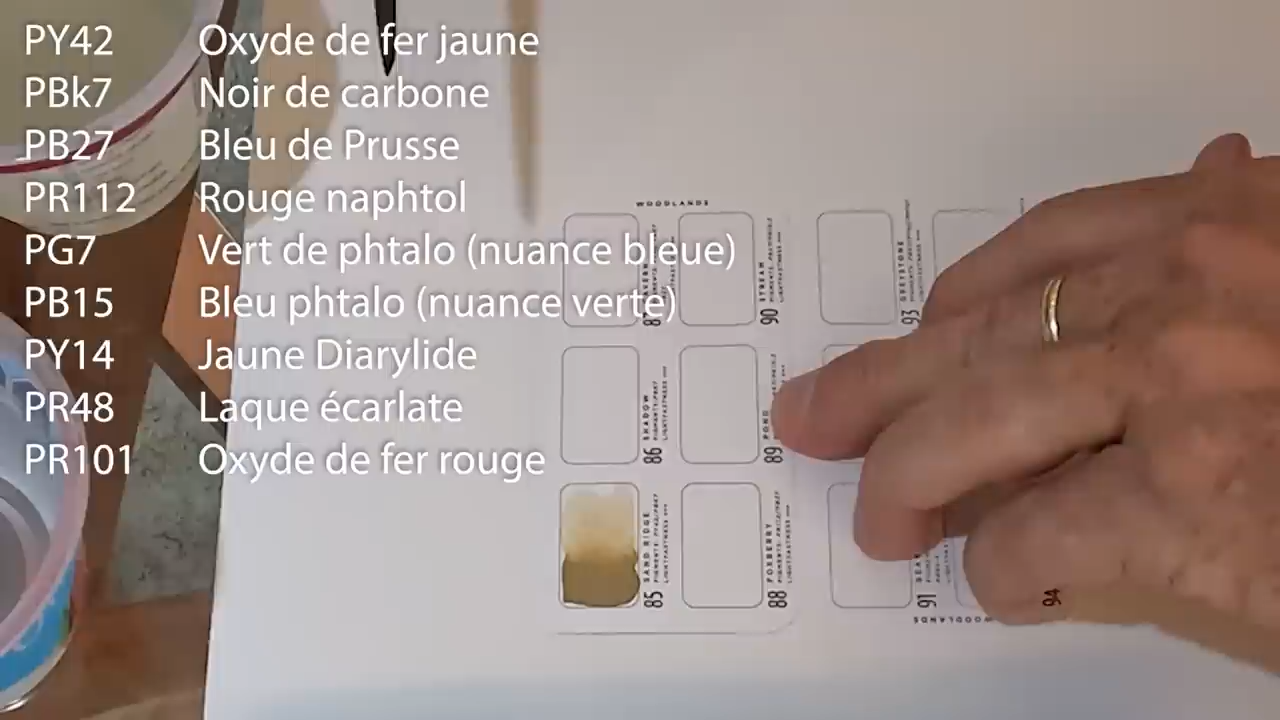 PY42 Oxyde de fer jaune
PBk7 Noir de carbone
PB27 Bleu de Prusse
PR112 Rouge naphtol
PG7 Vert de phtalo (nuance bleue)
PB15 Bleu phtalo (nuance verte)
PY14 Jaune Diarylide
PR48 Laque écarlate
PR101 Oxyde de fer rouge
WOODLANDS
90 STREAM
93 GREYSTONE
86 SHADOW
89 POND
85 SAND RIDGE
88 FOXBERRY
91
94
WOODLANDS